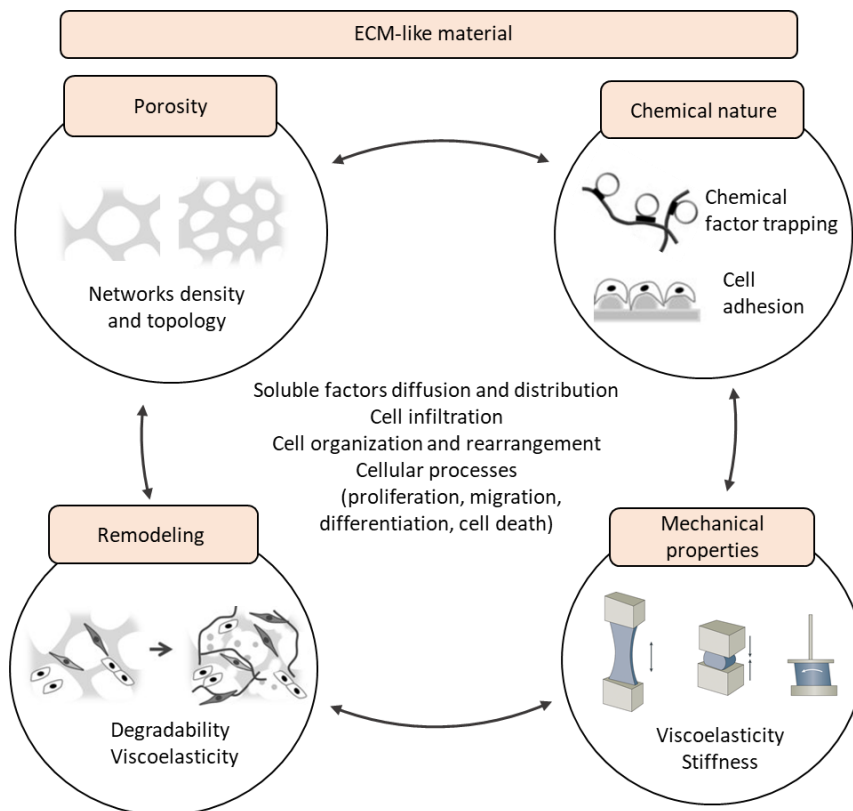 ECM-like material
Porosity
Networks density
and topology
Chemical nature
Chemical
factor trapping
Cell
adhesion
Soluble factors diffusion and distribution
Cell infiltration
Cell organization and rearrangement
Cellular processes
(proliferation, migration,
differentiation, cell death)
Remodeling
Degradability
Viscoelasticity
Mechanical
properties
Viscoelasticity
Stiffness